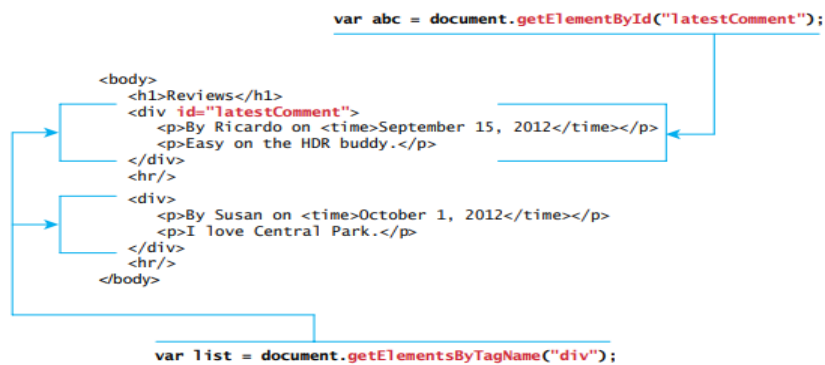 var abc = document.getElementById("latestComment");
<body>
<h1>Reviews</h1>
<div id="latestComment">
<p>By Ricardo on <time>September 15, 2012</time></p>
<p>Easy on the HDR buddy.</p>
</div>
<hr/>
<div>
<p>By Susan on <time>October 1, 2012</time></p>
<p>I love Central Park.</p>
</div>
<hr/>
</body>
var list = document.getElementsByTagName("div");